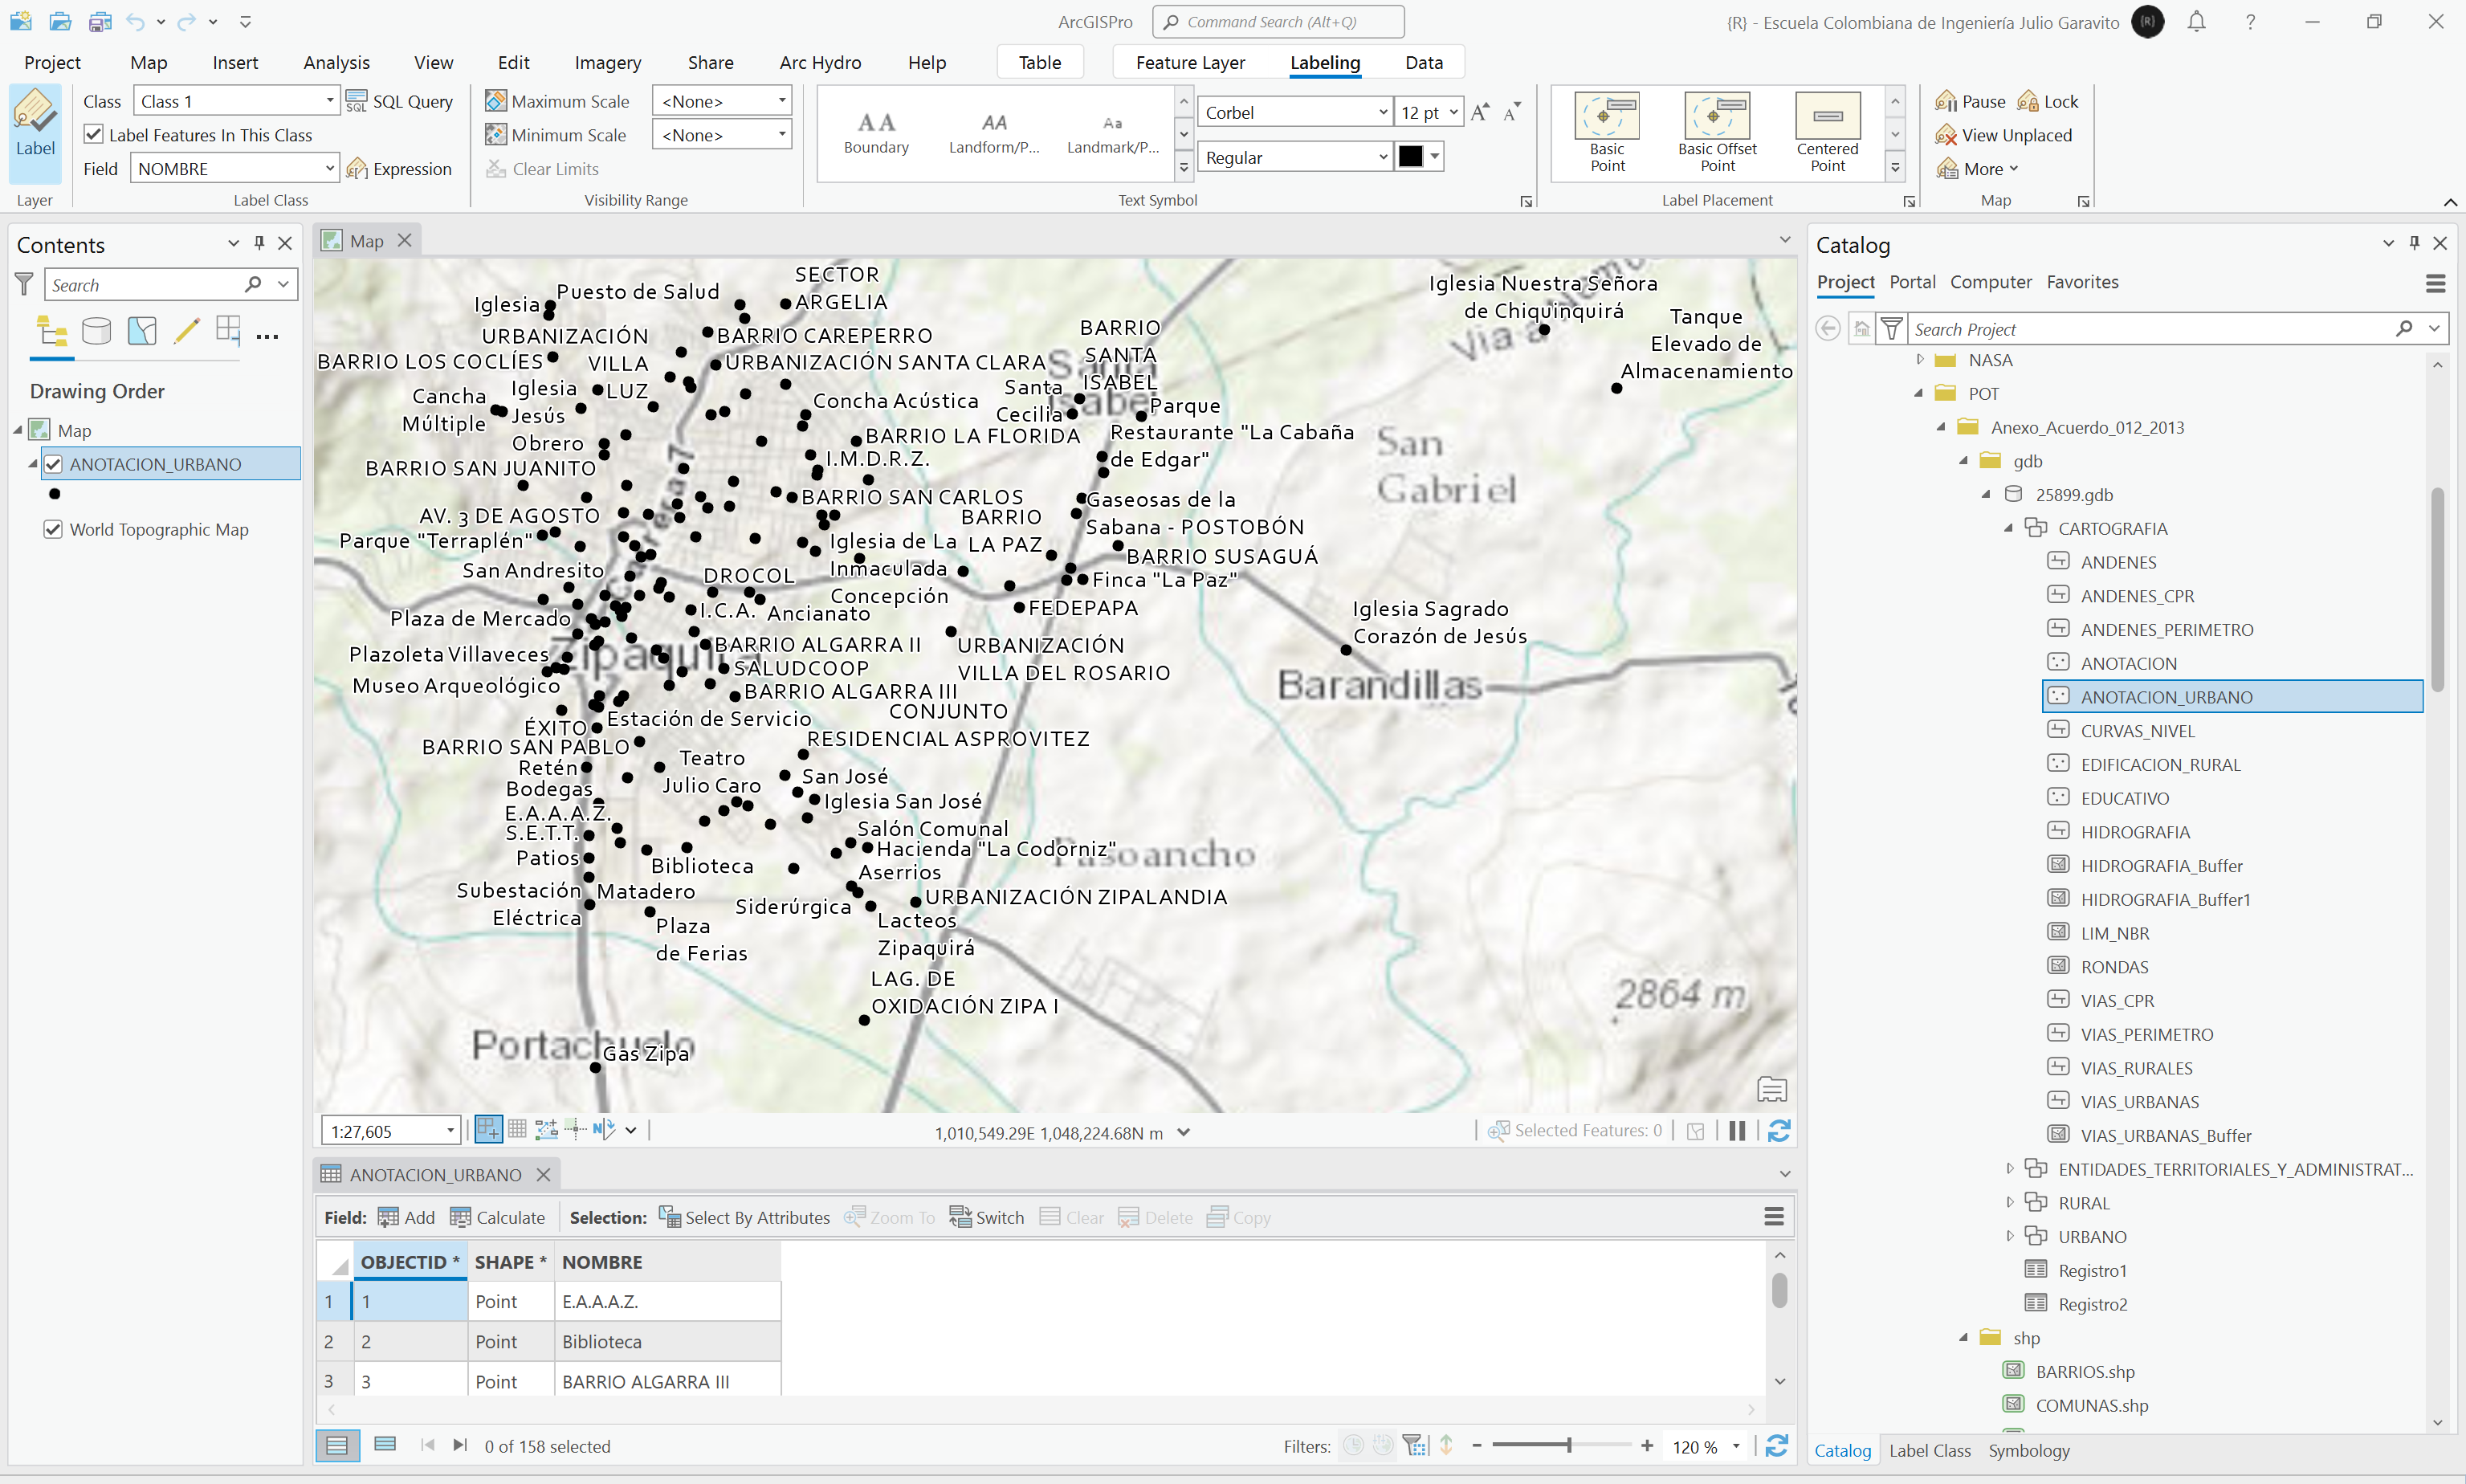 ArcGISPro
Command Search (Alt+Q)
{R} - Escuela Colombiana de Ingeniería Julio Garavito
{R}
?
Project
Map
Insert
Analysis
View
Edit
Imagery
Share
Arc Hydro
Help
Table
Feature Layer
Labeling
Data
Label
Class
Class 1
SQL Query
Label Features In This Class
Field
NOMBRE
Expression
Maximum Scale
<None>
Minimum Scale
<None>
Clear Limits
AA
Boundary
AA
Landform/P...
Aa
Landmark/P...
Corbel
12 pt
Regular
Basic
Point
Basic Offset
Point
Centered
Point
Pause
Lock
View Unplaced
More
Layer
Label Class
Visibility Range
Text Symbol
Label Placement
Map
Contents
Search
Drawing Order
Map
ANOTACION_URBANO
World Topographic Map
Map
SECTOR
ARGELIA
Puesto de Salud
Iglesia
URBANIZACIÓN
VILLA
LUZ
BARRIO CAREPERRO
BARRIO LOS COCLÍES
URBANIZACIÓN SANTA CLARA
BARRIO
SANTA
ISABEL
Santa
Isabel
Iglesia Nuestra Señora
de Chiquinquirá
Tanque
Elevado de
Almacenamiento
Cancha
Múltiple
Iglesia
Jesús
Obrero
Concha Acústica
Santa
Cecilia
Parque
BARRIO LA FLORIDA
Restaurante "La Cabaña
de Edgar"
San
Gabriel
BARRIO SAN JUANITO
I.M.D.R.Z.
BARRIO SAN CARLOS
Gaseosas de la
Sabana - POSTOBÓN
AV. 3 DE AGOSTO
BARRIO
LA PAZ
Parque "Terraplén"
Iglesia de La
Inmaculada
Concepción
BARRIO SUSAGUÁ
San Andresito
DROCOL
Finca "La Paz"
Plaza de Mercado
I.C.A.
Ancianato
FEDEPAPA
Iglesia Sagrado
Corazón de Jesús
Zipaquirá
BARRIO ALGARRA II
URBANIZACIÓN
VILLA DEL ROSARIO
Plazoleta Villaveces
SALUDCOOP
Museo Arqueológico
BARRIO ALGARRA III
Barandillas
CONJUNTO
RESIDENCIAL ASPROVITEZ
Estación de Servicio
ÉXITO
BARRIO SAN PABLO
Teatro
Julio Caro
Retén
San José
Bodegas
Iglesia San José
E.A.A.A.Z.
S.E.T.T.
Salón Comunal
Hacienda "La Codorniz"
Pasoancho
Patios
Biblioteca
Aserrios
Subestación
Eléctrica
Matadero
URBANIZACIÓN ZIPALANDIA
Siderúrgica
Plaza
de Ferias
Lacteos
Zipaquirá
LAG. DE
OXIDACIÓN ZIPA I
2864 m
Portachuelo
Gas Zipa
1:27,605
1,010,549.29E 1,048,224.68N m
Selected Features: 0
ANOTACION_URBANO
Field:
Add
Calculate
Selection:
Select By Attributes
Zoom To
Switch
Clear
Delete
Copy
OBJECTID *
SHAPE *
NOMBRE
1 1 Point E.A.A.A.Z.
2 2 Point Biblioteca
3 3 Point BARRIO ALGARRA III
0 of 158 selected
Filters:
120 %
Catalog
Project
Portal
Computer
Favorites
Search Project
NASA
POT
Anexo_Acuerdo_012_2013
gdb
25899.gdb
CARTOGRAFIA
ANDENES
ANDENES_CPR
ANDENES_PERIMETRO
ANOTACION
ANOTACION_URBANO
CURVAS_NIVEL
EDIFICACION_RURAL
EDUCATIVO
HIDROGRAFIA
HIDROGRAFIA_Buffer
HIDROGRAFIA_Buffer1
LIM_NBR
RONDAS
VIAS_CPR
VIAS_PERIMETRO
VIAS_RURALES
VIAS_URBANAS
VIAS_URBANAS_Buffer
ENTIDADES_TERRITORIALES_Y_ADMINISTRAT...
RURAL
URBANO
Registro1
Registro2
shp
BARRIOS.shp
COMUNAS.shp
Catalog
Label Class
Symbology